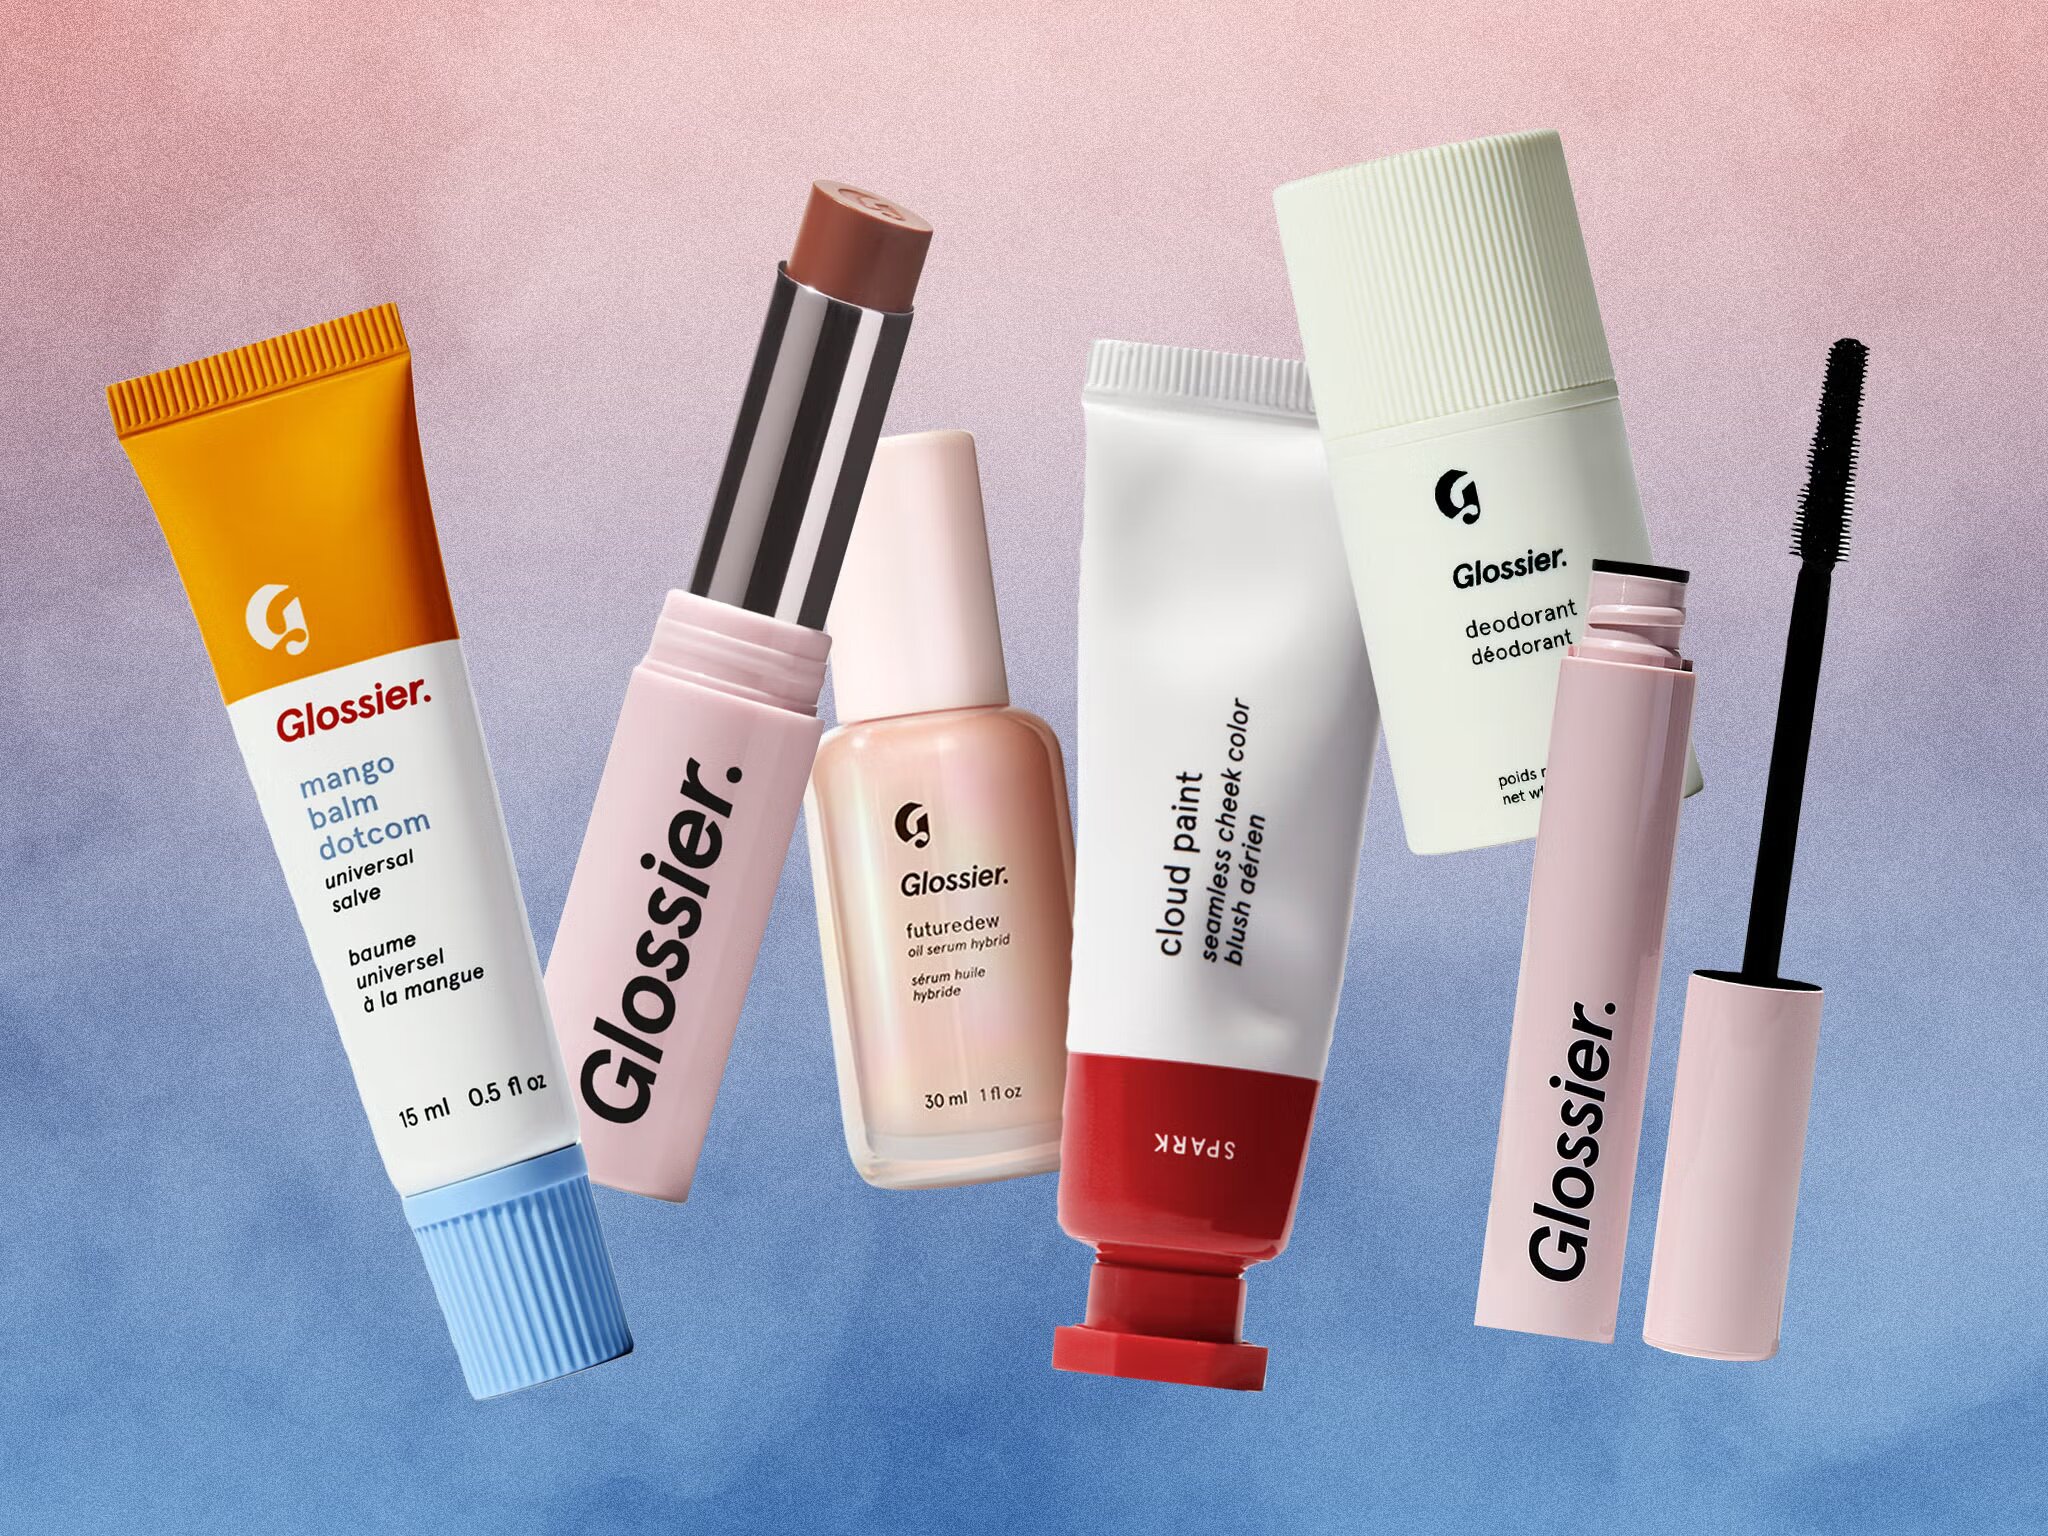 Glossier.
mango
balm
dotcom
universal
salve
baume
universel
à la mangue
15 ml 0.5 fl oz
Glossier.
Glossier.
futuredew
oil serum hybrid
sérum huile
hybride
30 ml 1 fl oz
cloud paint
seamless cheek color
blush aérien
SPARK
Glossier.
deodorant
déodorant
poids
net
Glossier.